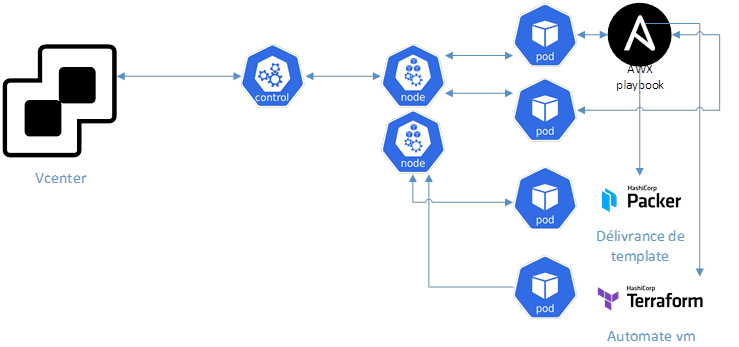 pod
AWX
playbook
control
node
pod
Vcenter
node
pod
HashiCorp
Packer
Délivrance de
template
pod
HashiCorp
Terraform
Automate vm